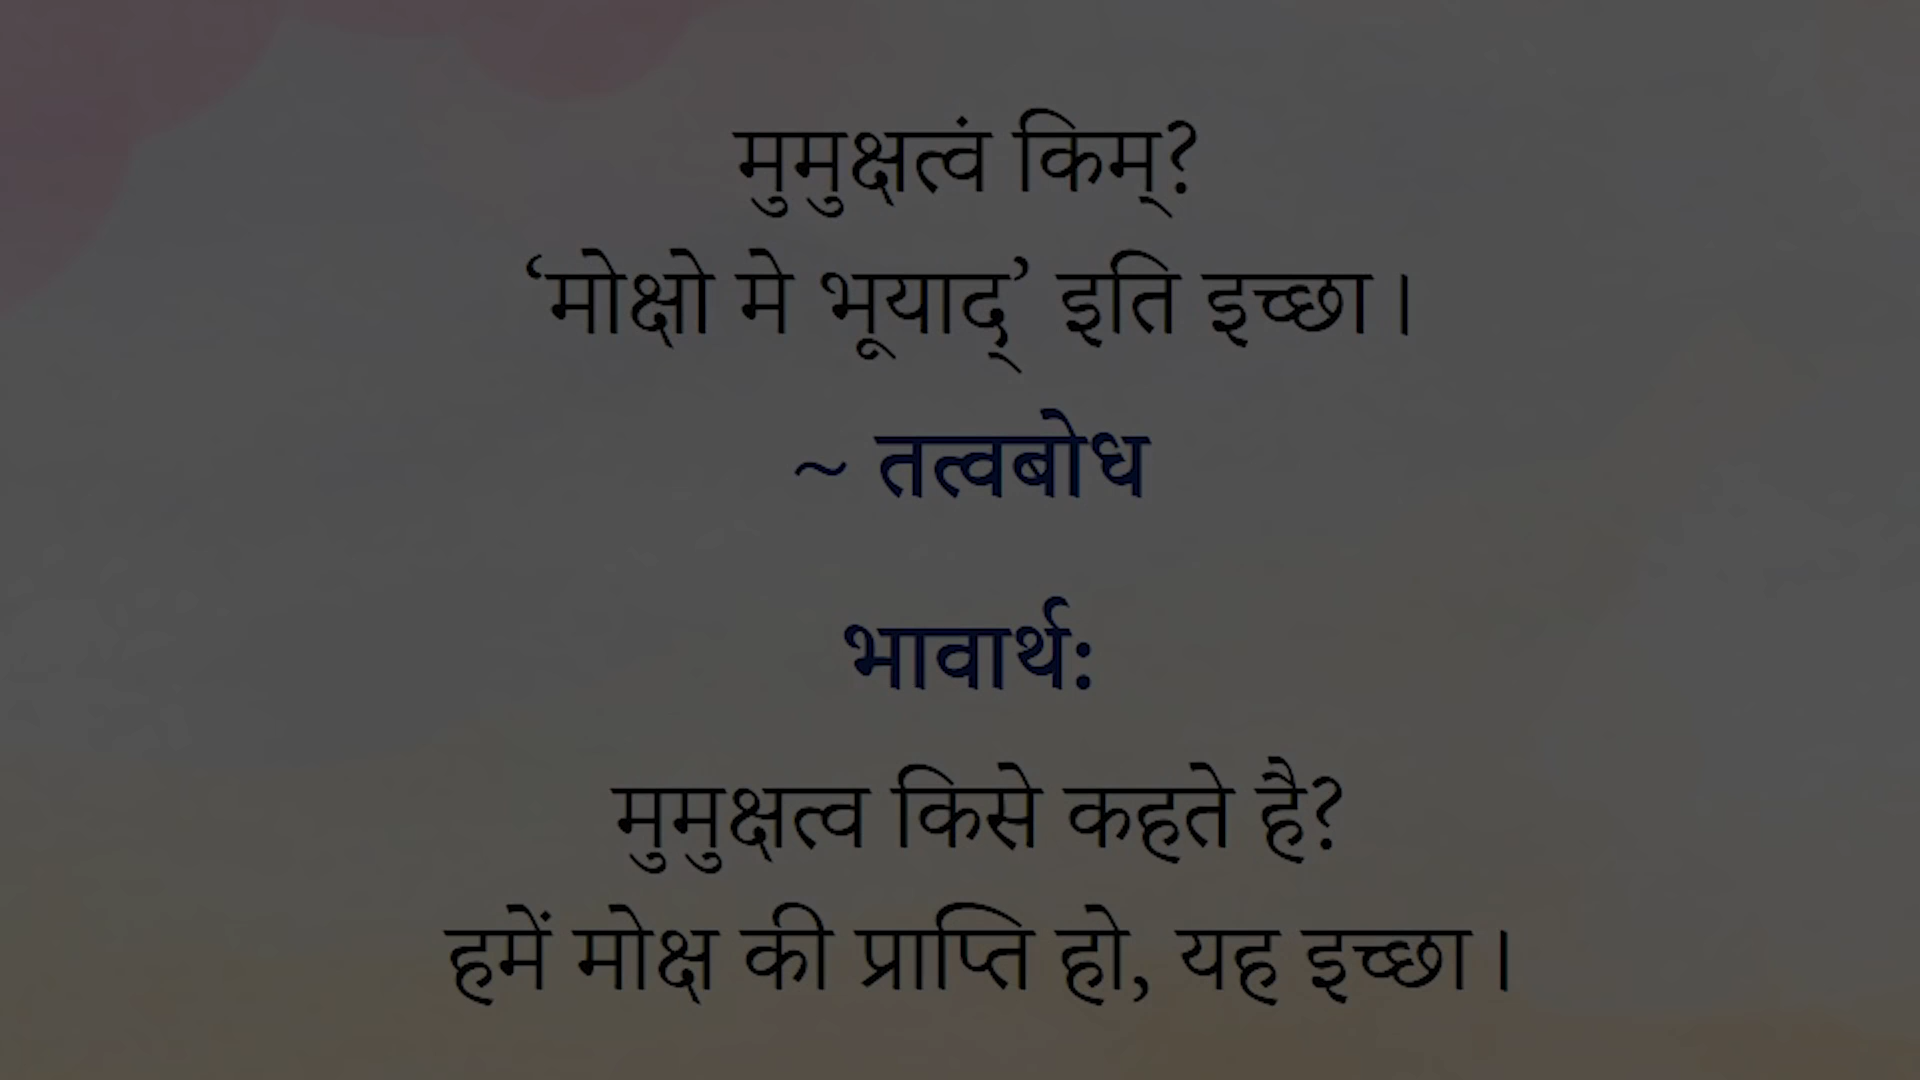 मुमुक्षत्वं किम्?
‘मोक्षो मे भूयाद्’ इति इच्छा।
~ तत्वबोध
भावार्थ:
मुमुक्षत्व किसे कहते है?
हमें मोक्ष की प्राप्ति हो, यह इच्छा।